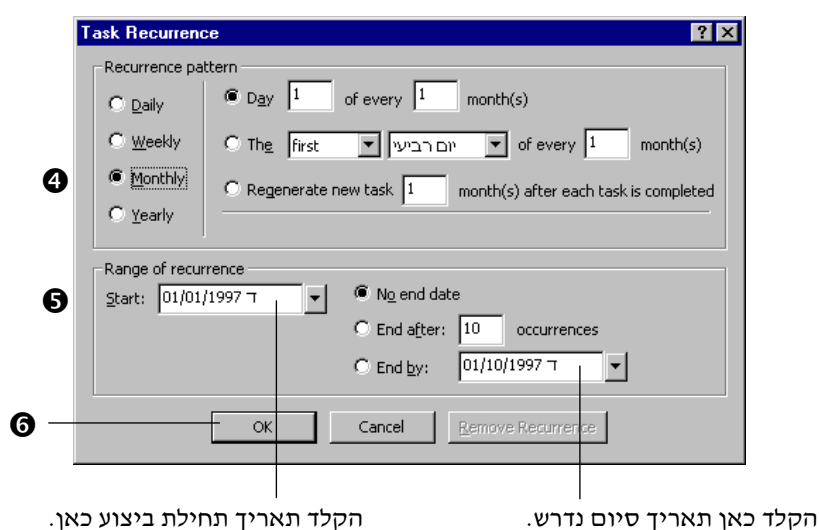 Task Recurrence
Recurrence pattern
Daily
Weekly
Monthly
Yearly
Day 1 of every 1 month(s)
The first יום רביעי of every 1 month(s)
Regenerate new task 1 month(s) after each task is completed
❹
Range of recurrence
❺
Start: 01/01/1997 ד
No end date
End after: 10 occurrences
End by: 01/10/1997 ד
❻
OK Cancel Remove Recurrence
הקלד תאריך תחילת ביצוע כאן.
הקלד כאן תאריך סיום נדרש.